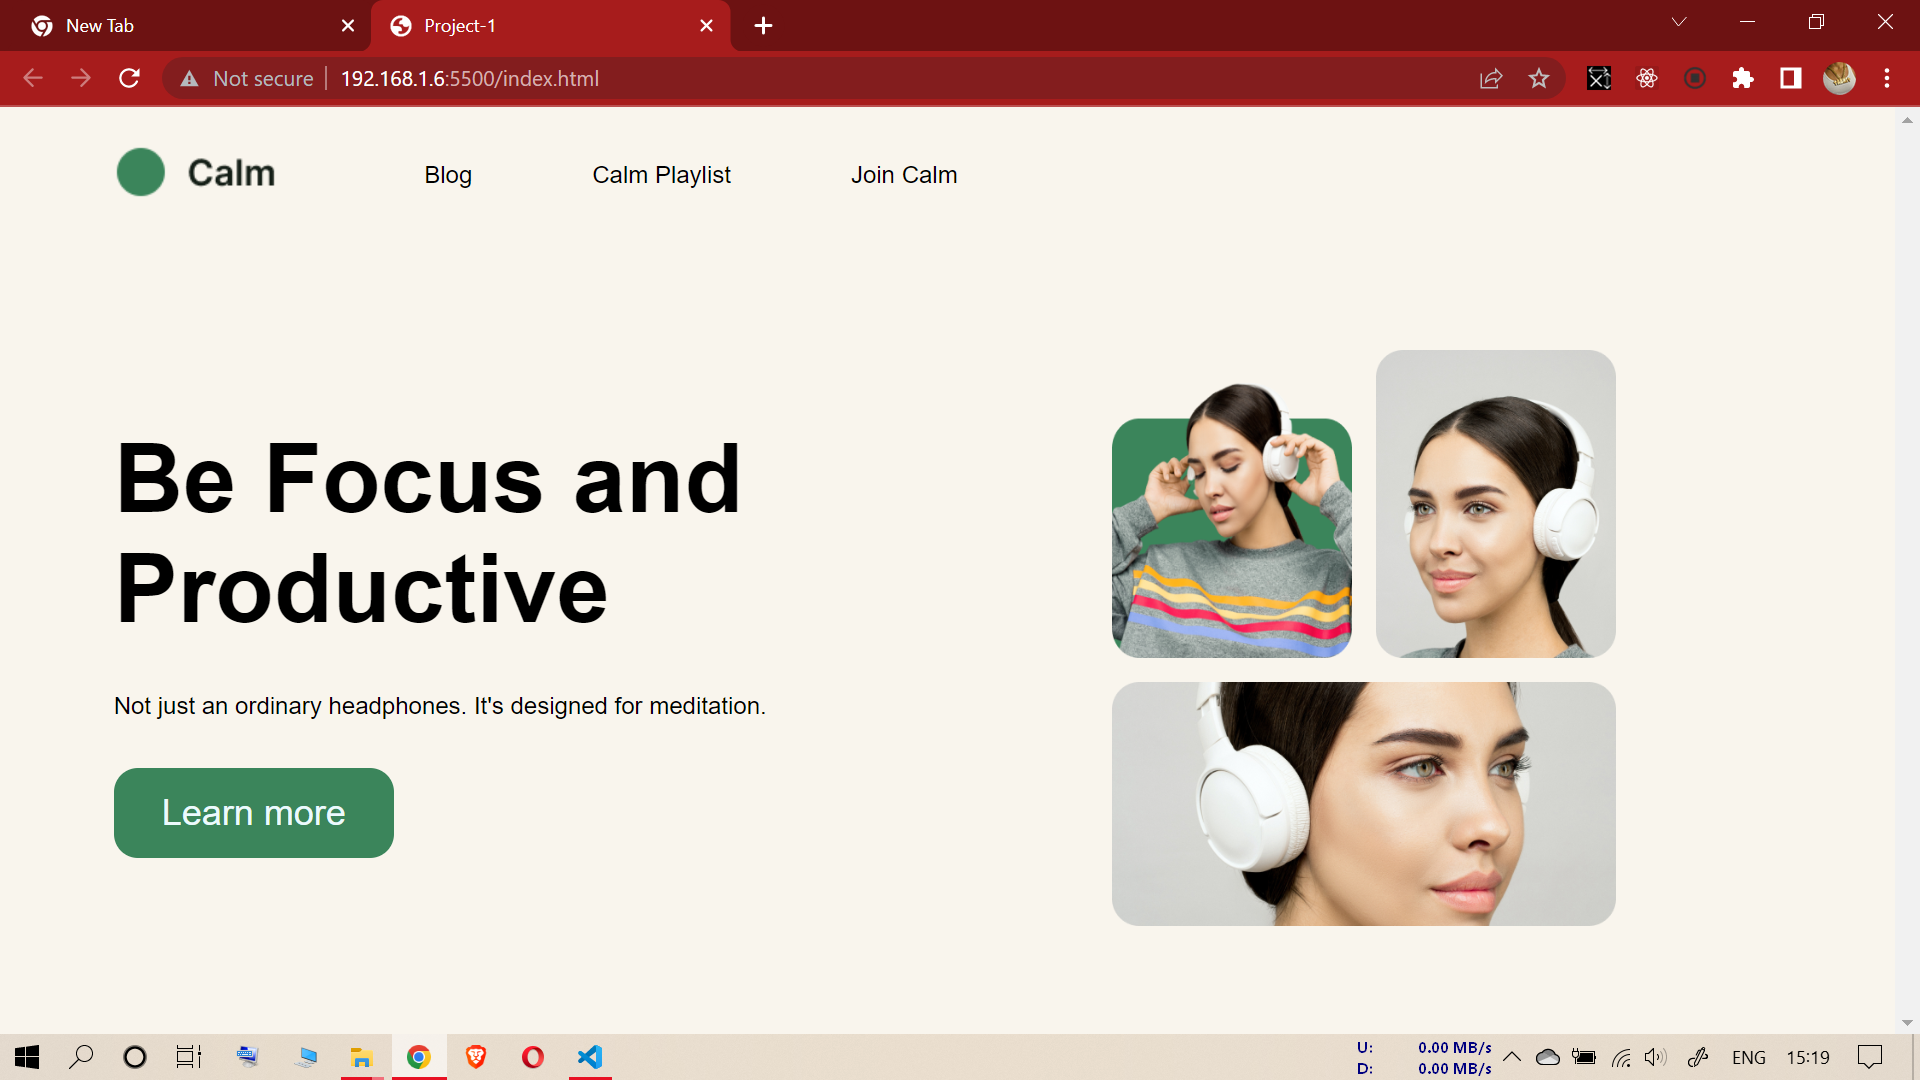 New Tab
Project-1
Not secure
192.168.1.6:5500/index.html
Calm
Blog
Calm Playlist
Join Calm
Be Focus and
Productive
Not just an ordinary headphones. It's designed for meditation.
Learn more
U: 0.00 MB/s
D: 0.00 MB/s
ENG
15:19